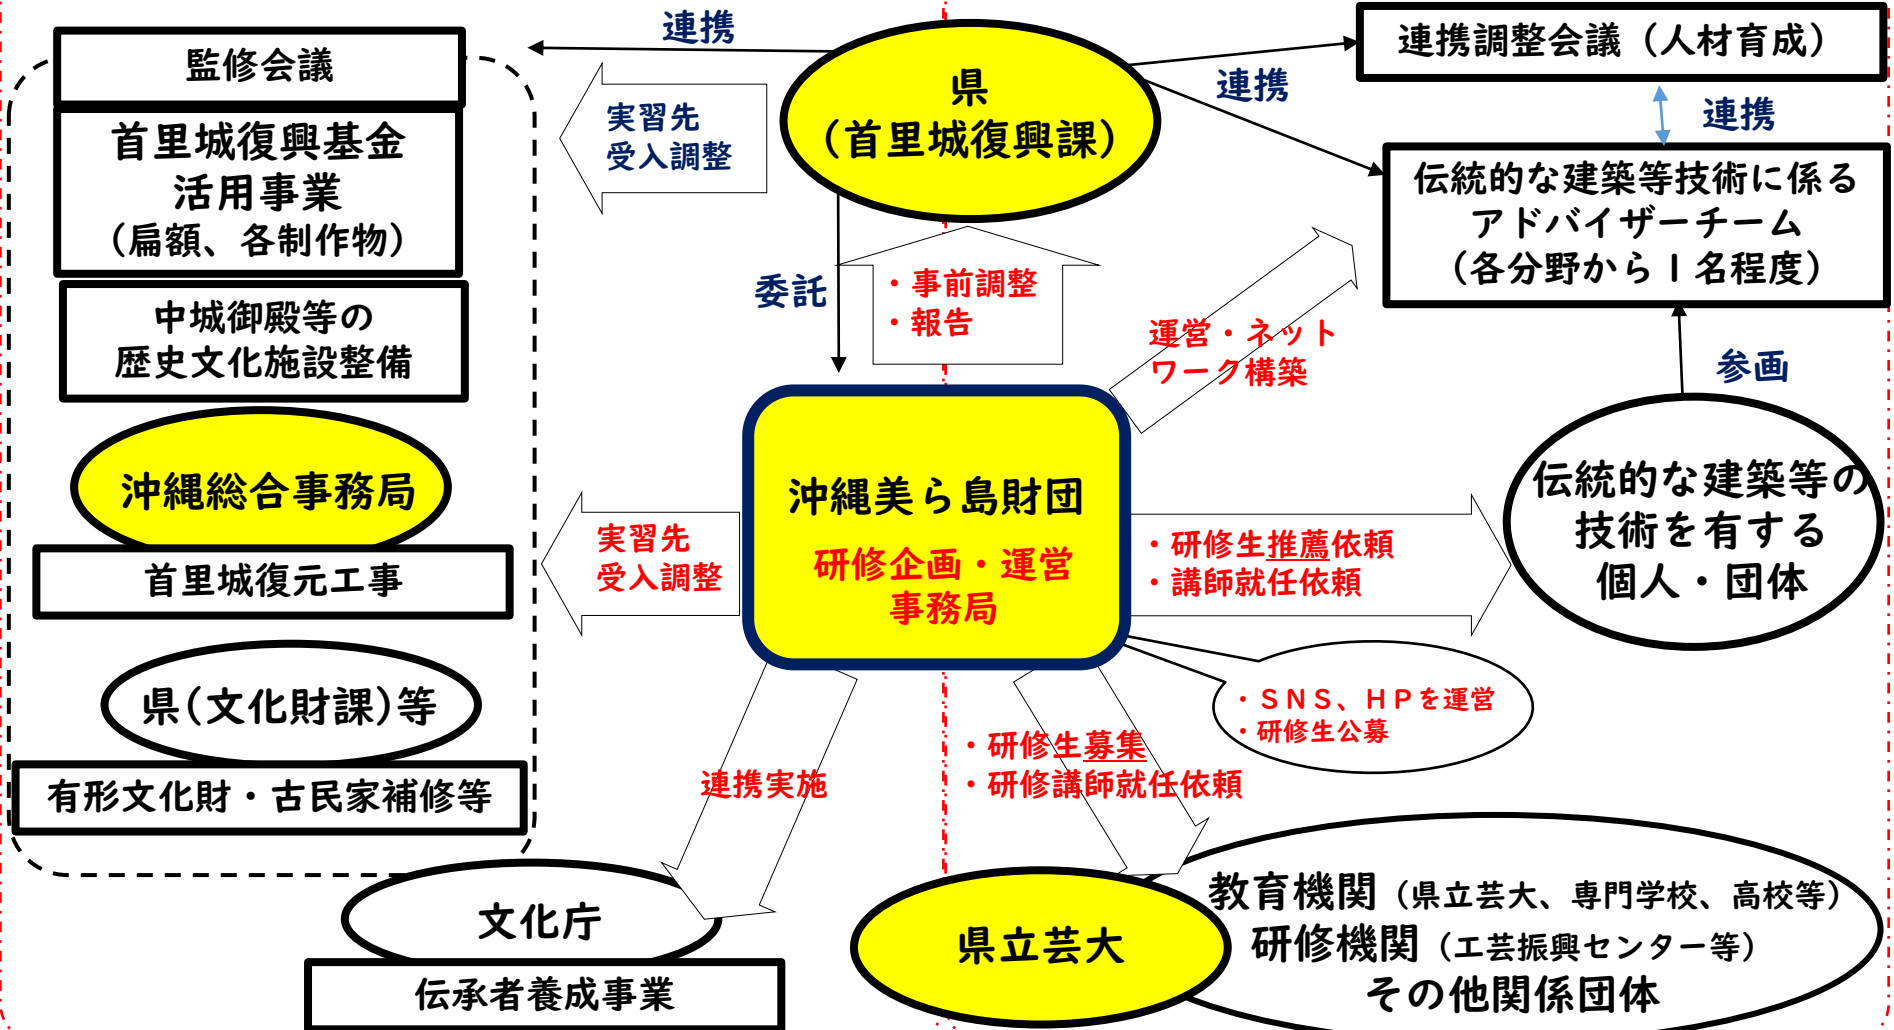 監修会議
首里城復興基金
活用事業
（扁額、各制作物）
中城御殿等の
歴史文化施設整備
沖縄総合事務局
首里城復元工事
県(文化財課)等
有形文化財・古民家補修等
連携
実習先
受入調整
県
（首里城復興課）
連携
連携調整会議（人材育成）
連携
伝統的な建築等技術に係る
アドバイザーチーム
（各分野から１名程度）
委託
・事前調整
・報告
運営・ネット
ワーク構築
参画
沖縄美ら島財団
研修企画・運営
事務局
実習先
受入調整
・研修生推薦依頼
・講師就任依頼
伝統的な建築等の
技術を有する
個人・団体
・ＳＮＳ、ＨＰを運営
・研修生公募
連携実施
・研修生募集
・研修講師就任依頼
文化庁
伝承者養成事業
県立芸大
教育機関（県立芸大、専門学校、高校等）
研修機関（工芸振興センター等）
その他関係団体